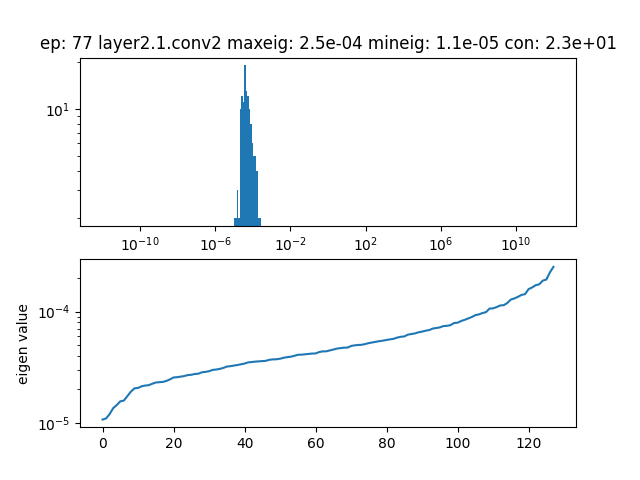 ep: 77 layer2.1.conv2 maxeig: 2.5e-04 mineig: 1.1e-05 con: 2.3e+01
10¹
10⁻¹⁰ 10⁻⁶ 10⁻² 10² 10⁶ 10¹⁰
eigen value
10⁻⁴
10⁻⁵
0 20 40 60 80 100 120